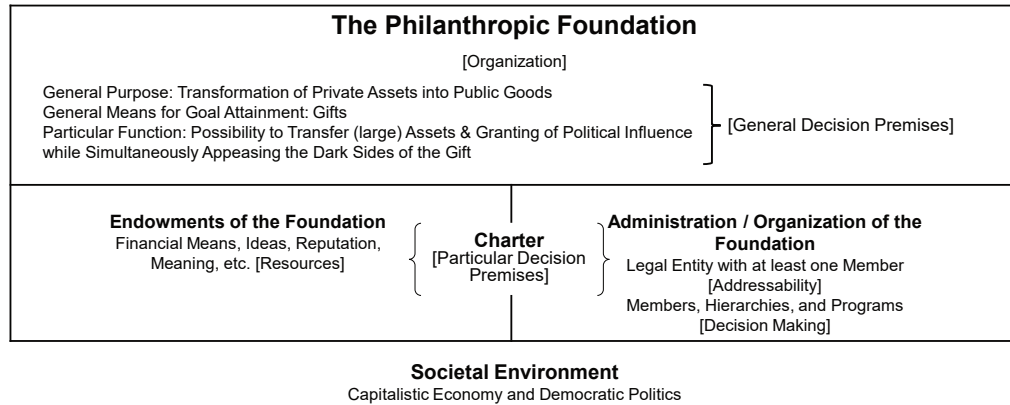 The Philanthropic Foundation
[Organization]
General Purpose: Transformation of Private Assets into Public Goods
General Means for Goal Attainment: Gifts
Particular Function: Possibility to Transfer (large) Assets & Granting of Political Influence
while Simultaneously Appeasing the Dark Sides of the Gift
[General Decision Premises]
Endowments of the Foundation
Financial Means, Ideas, Reputation,
Meaning, etc. [Resources]
Charter
[Particular Decision
Premises]
Administration / Organization of the
Foundation
Legal Entity with at least one Member
[Addressability]
Members, Hierarchies, and Programs
[Decision Making]
Societal Environment
Capitalistic Economy and Democratic Politics